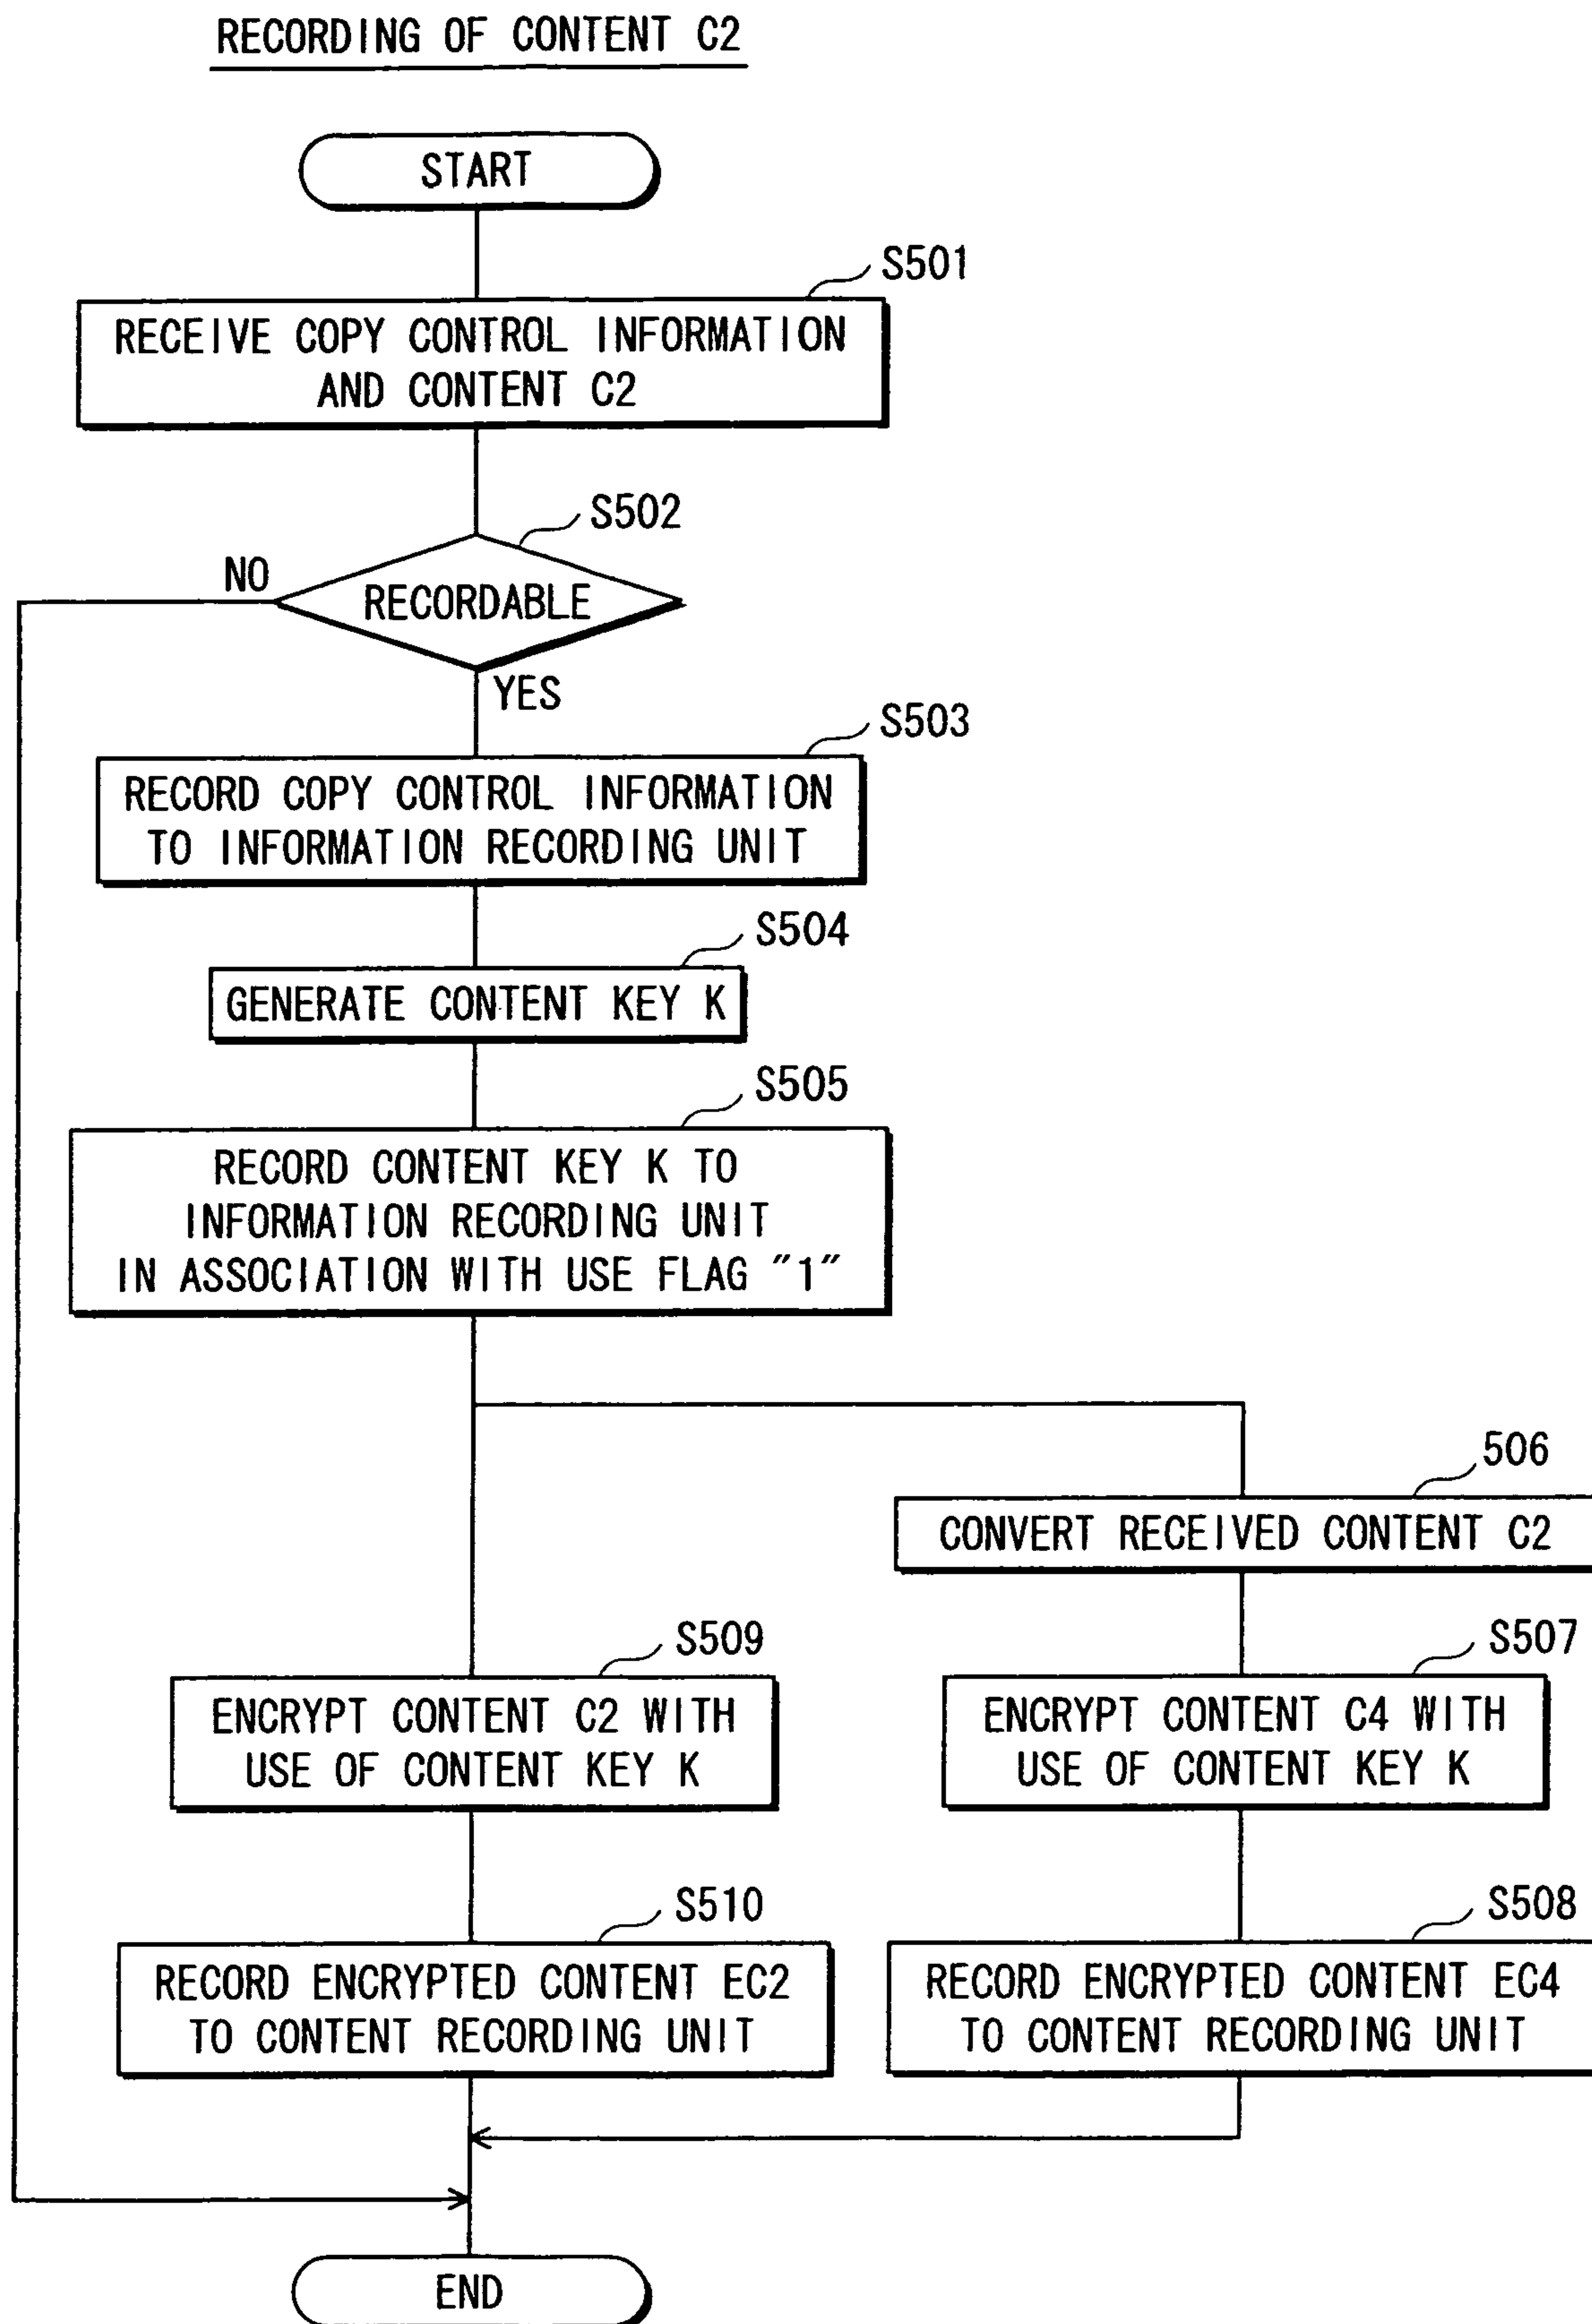 RECORDING OF CONTENT C2
START
S501
RECEIVE COPY CONTROL INFORMATION
AND CONTENT C2
S502
NO
RECORDABLE
YES
S503
RECORD COPY CONTROL INFORMATION
TO INFORMATION RECORDING UNIT
S504
GENERATE CONTENT KEY K
S505
RECORD CONTENT KEY K TO
INFORMATION RECORDING UNIT
IN ASSOCIATION WITH USE FLAG "1"
506
CONVERT RECEIVED CONTENT C2
S509
ENCRYPT CONTENT C2 WITH
USE OF CONTENT KEY K
S507
ENCRYPT CONTENT C4 WITH
USE OF CONTENT KEY K
S510
RECORD ENCRYPTED CONTENT EC2
TO CONTENT RECORDING UNIT
S508
RECORD ENCRYPTED CONTENT EC4
TO CONTENT RECORDING UNIT
END